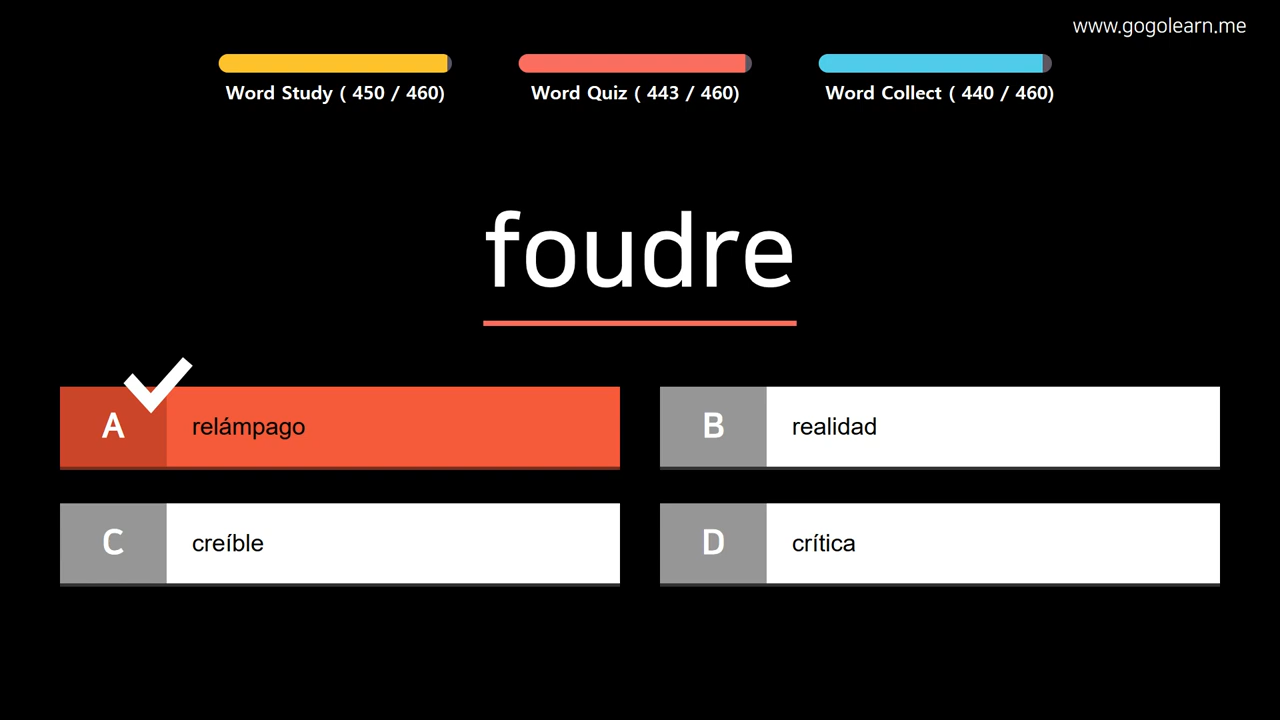 www.gogolearn.me
Word Study ( 450 / 460)
Word Quiz ( 443 / 460)
Word Collect ( 440 / 460)
foudre
A relámpago
B realidad
C creíble
D crítica